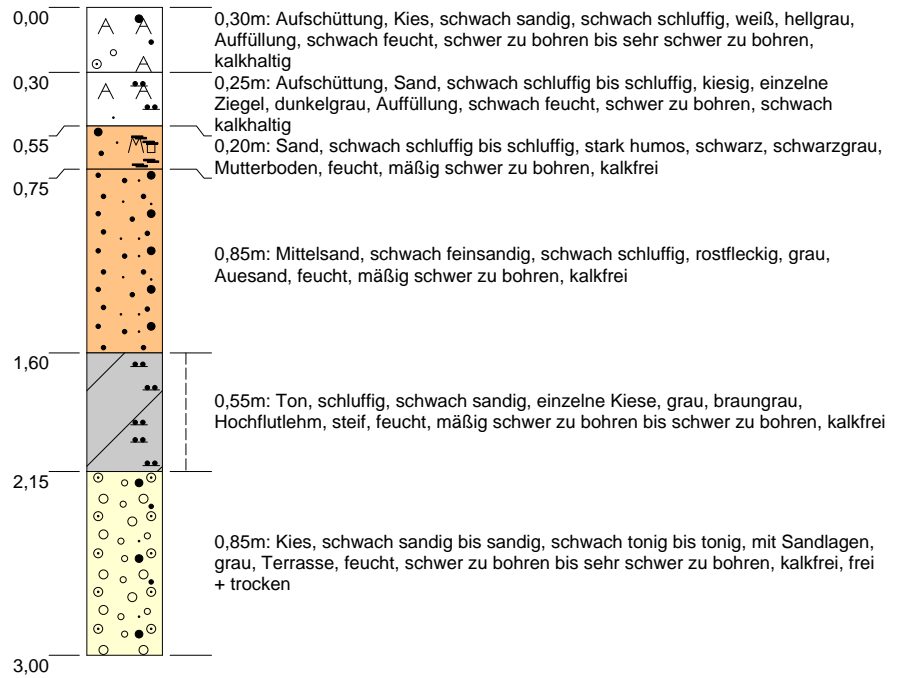 0,00
0,30m: Aufschüttung, Kies, schwach sandig, schwach schluffig, weiß, hellgrau,
Auffüllung, schwach feucht, schwer zu bohren bis sehr schwer zu bohren,
kalkhaltig
0,30
0,25m: Aufschüttung, Sand, schwach schluffig bis schluffig, kiesig, einzelne
Ziegel, dunkelgrau, Auffüllung, schwach feucht, schwer zu bohren, schwach
kalkhaltig
0,55
0,20m: Sand, schwach schluffig bis schluffig, stark humos, schwarz, schwarzgrau,
Mutterboden, feucht, mäßig schwer zu bohren, kalkfrei
0,75
0,85m: Mittelsand, schwach feinsandig, schwach schluffig, rostfleckig, grau,
Auesand, feucht, mäßig schwer zu bohren, kalkfrei
1,60
0,55m: Ton, schluffig, schwach sandig, einzelne Kiese, grau, braungrau,
Hochflutlehm, steif, feucht, mäßig schwer zu bohren bis schwer zu bohren, kalkfrei
2,15
0,85m: Kies, schwach sandig bis sandig, schwach tonig bis tonig, mit Sandlagen,
grau, Terrasse, feucht, schwer zu bohren bis sehr schwer zu bohren, kalkfrei, frei
+ trocken
3,00